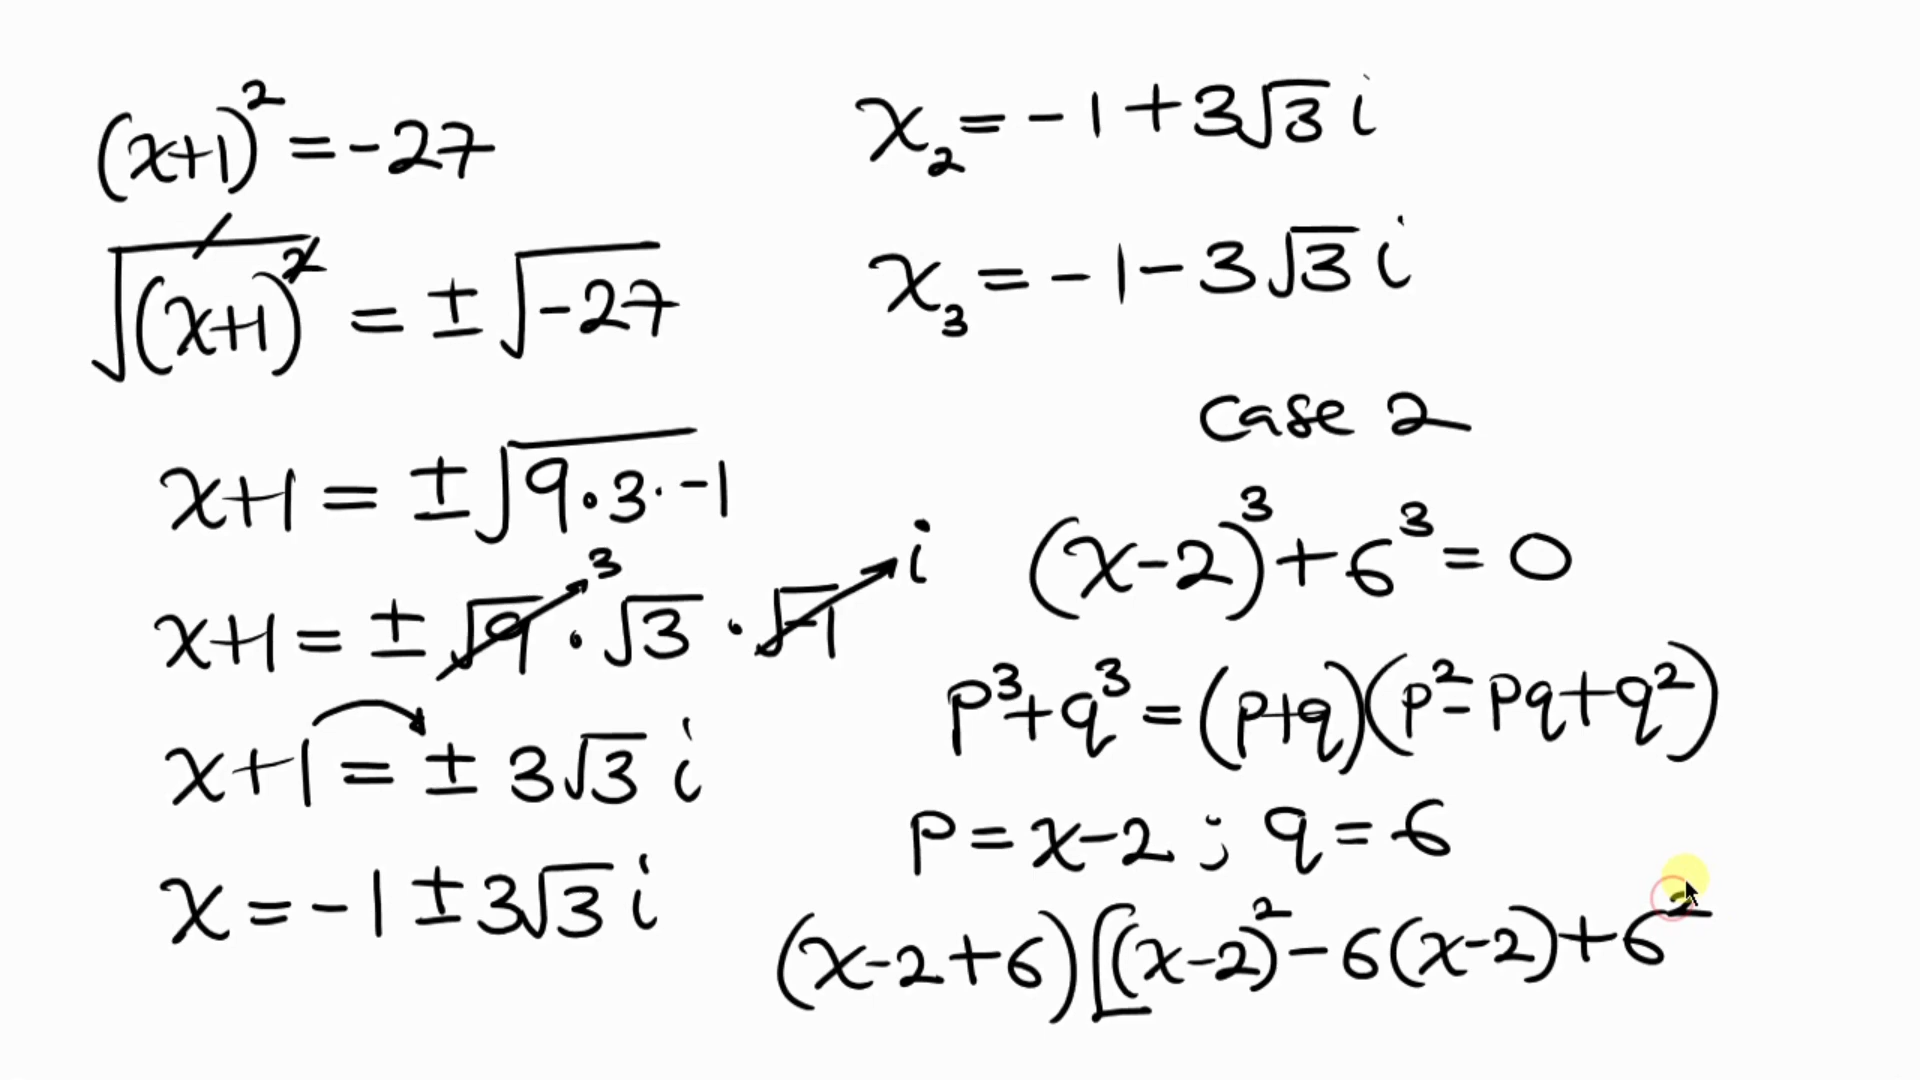 (x+1)² = -27
√(x+1)² = ± √-27
x+1 = ± √9·3·-1
x+1 = ± √9 3 · √3 · √-1 i
x+1 = ± 3√3 i
x = -1 ± 3√3 i
x₂ = -1 + 3√3 i
x₃ = -1 - 3√3 i
case 2
(x-2)³ + 6³ = 0
p³+q³ = (p+q)(p²-pq+q²)
p = x-2 ; q = 6
(x-2+6)[(x-2)² - 6(x-2) + 6²